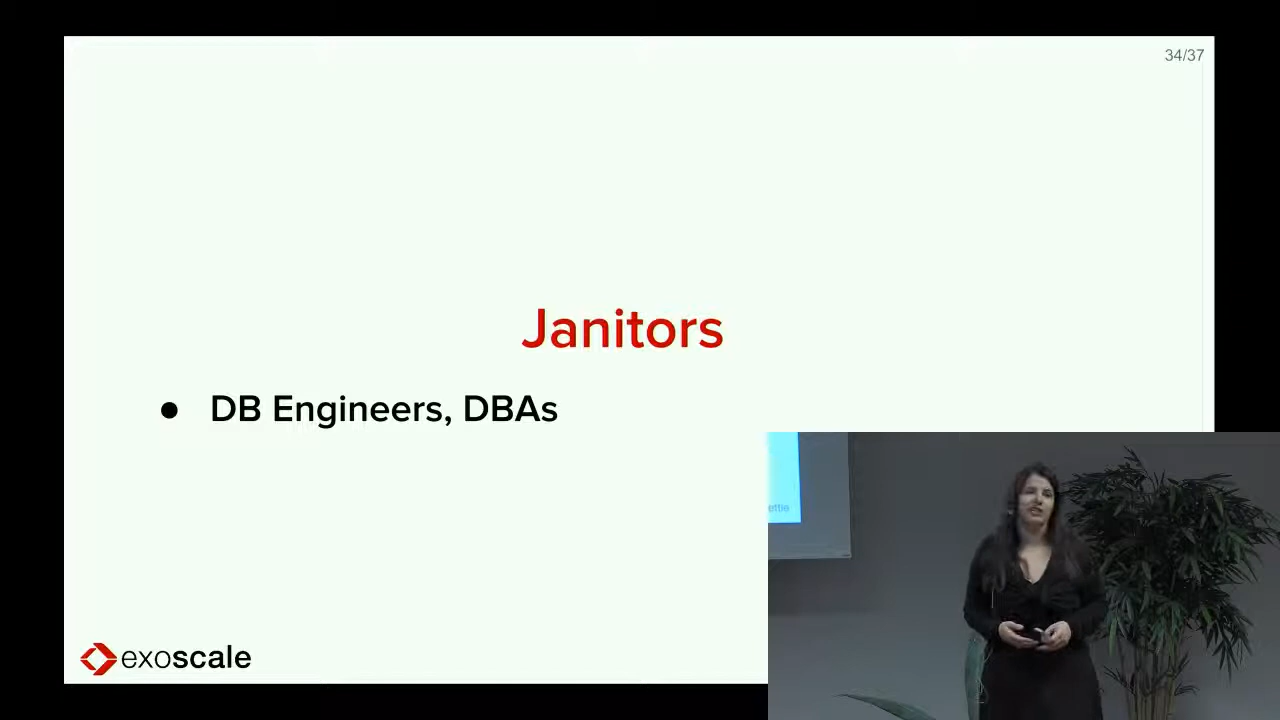 34/37
Janitors
● DB Engineers, DBAs
exoscale